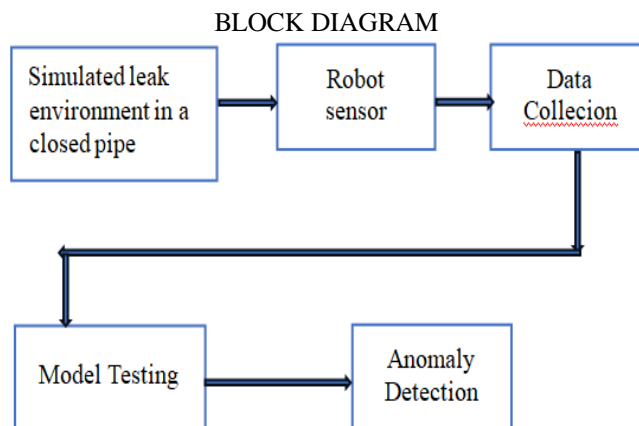 BLOCK DIAGRAM
Simulated leak
environment in a
closed pipe
Robot
sensor
Data
Collecion
Model Testing
Anomaly
Detection